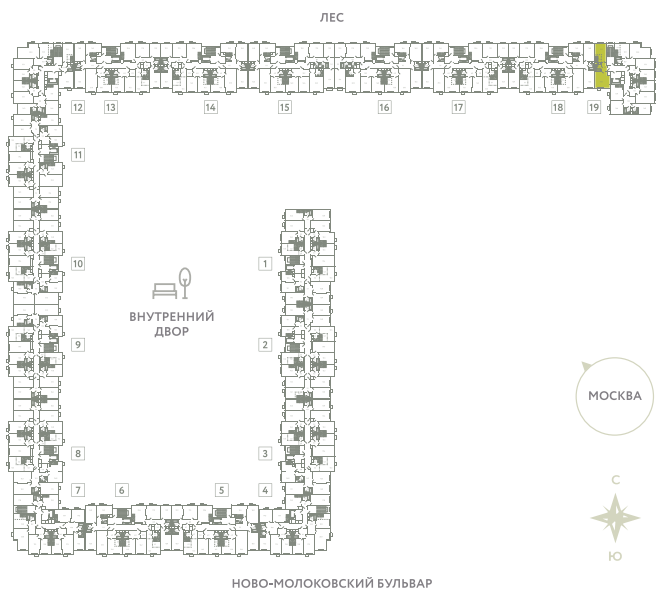 ЛЕС
12 13 14 15 16 17 18 19
11
10 1
ВНУТРЕННИЙ
ДВОР
9 2
МОСКВА
8 3
7 6 5 4
С
Ю
НОВО-МОЛОКОВСКИЙ БУЛЬВАР